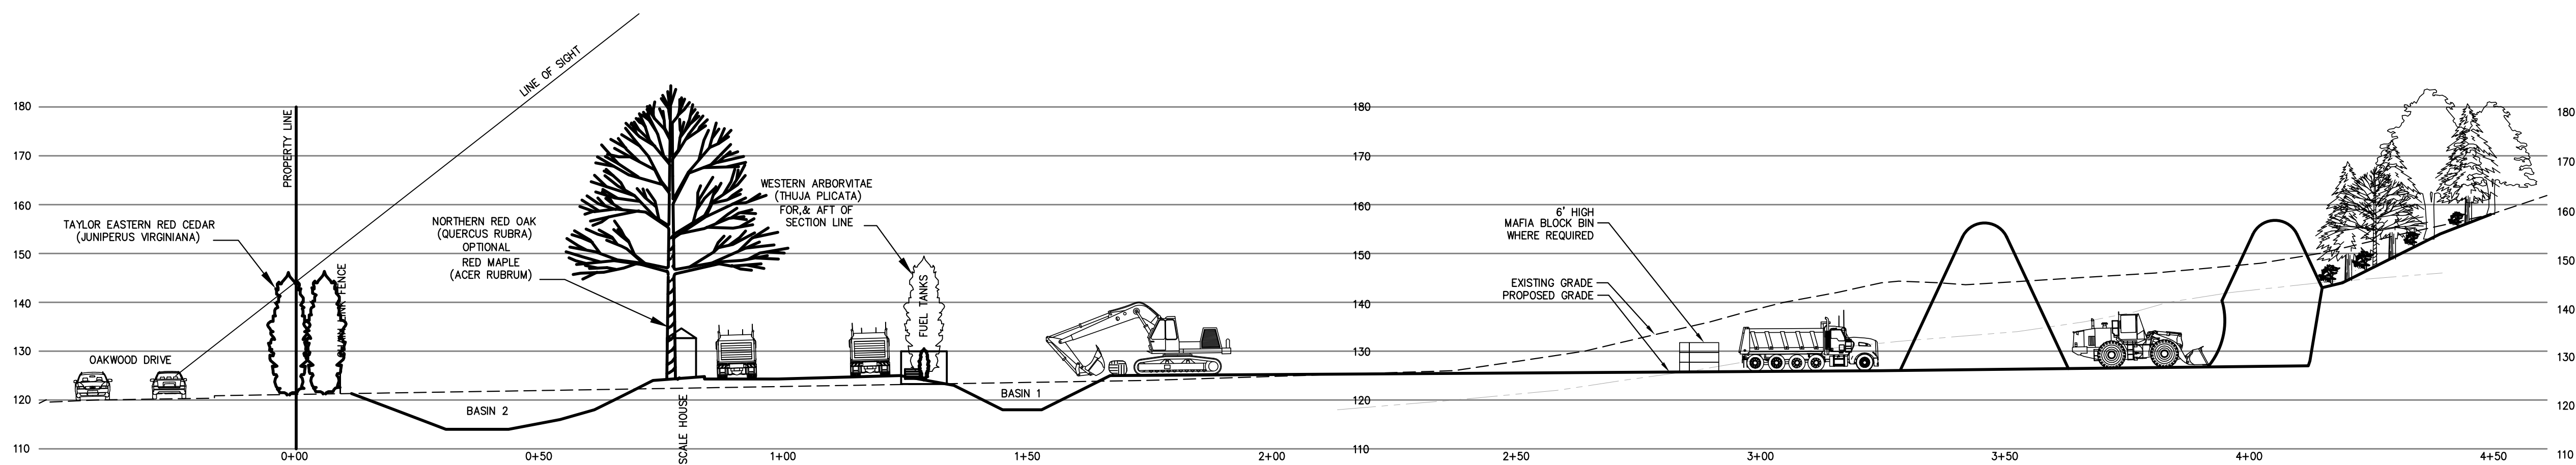 LINE OF SIGHT
180
180
180
PROPERTY LINE
170
170
170
WESTERN ARBORVITAE
(THUJA PLICATA)
FOR,& AFT OF
SECTION LINE
160
160
160
TAYLOR EASTERN RED CEDAR
(JUNIPERUS VIRGINIANA)
NORTHERN RED OAK
(QUERCUS RUBRA)
OPTIONAL
RED MAPLE
(ACER RUBRUM)
6' HIGH
MAFIA BLOCK BIN
WHERE REQUIRED
150
150
150
CHAIN LINK FENCE
FUEL TANKS
EXISTING GRADE
PROPOSED GRADE
140
140
140
130
130
130
OAKWOOD DRIVE
120
120
120
BASIN 2
BASIN 1
SCALE HOUSE
110
110
110
0+00
0+50
1+00
1+50
2+00
2+50
3+00
3+50
4+00
4+50